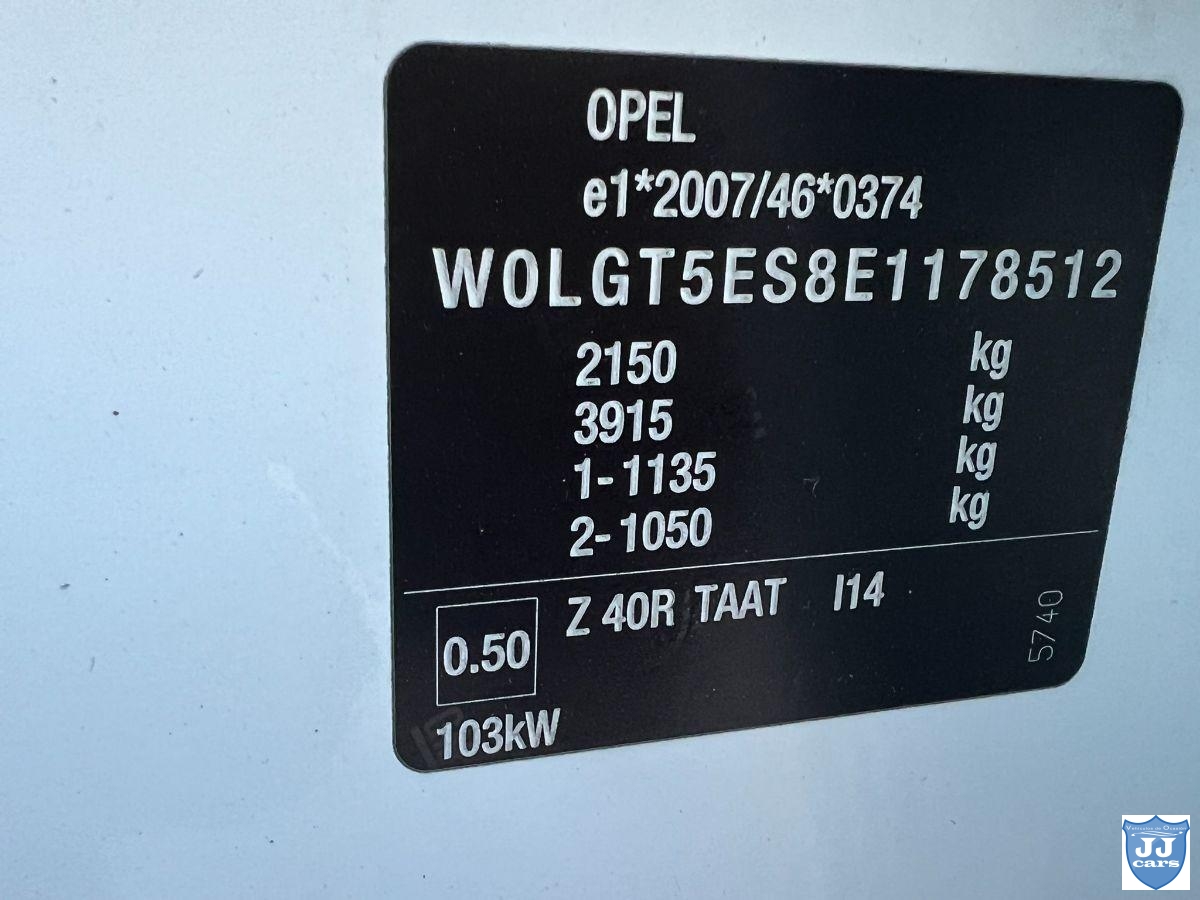 OPEL
e1*2007/46*0374
W0LGT5ES8E1178512
2150 kg
3915 kg
1-1135 kg
2-1050 kg
0.50 Z 40R TAAT I14
5740
103kW
JJ
cars